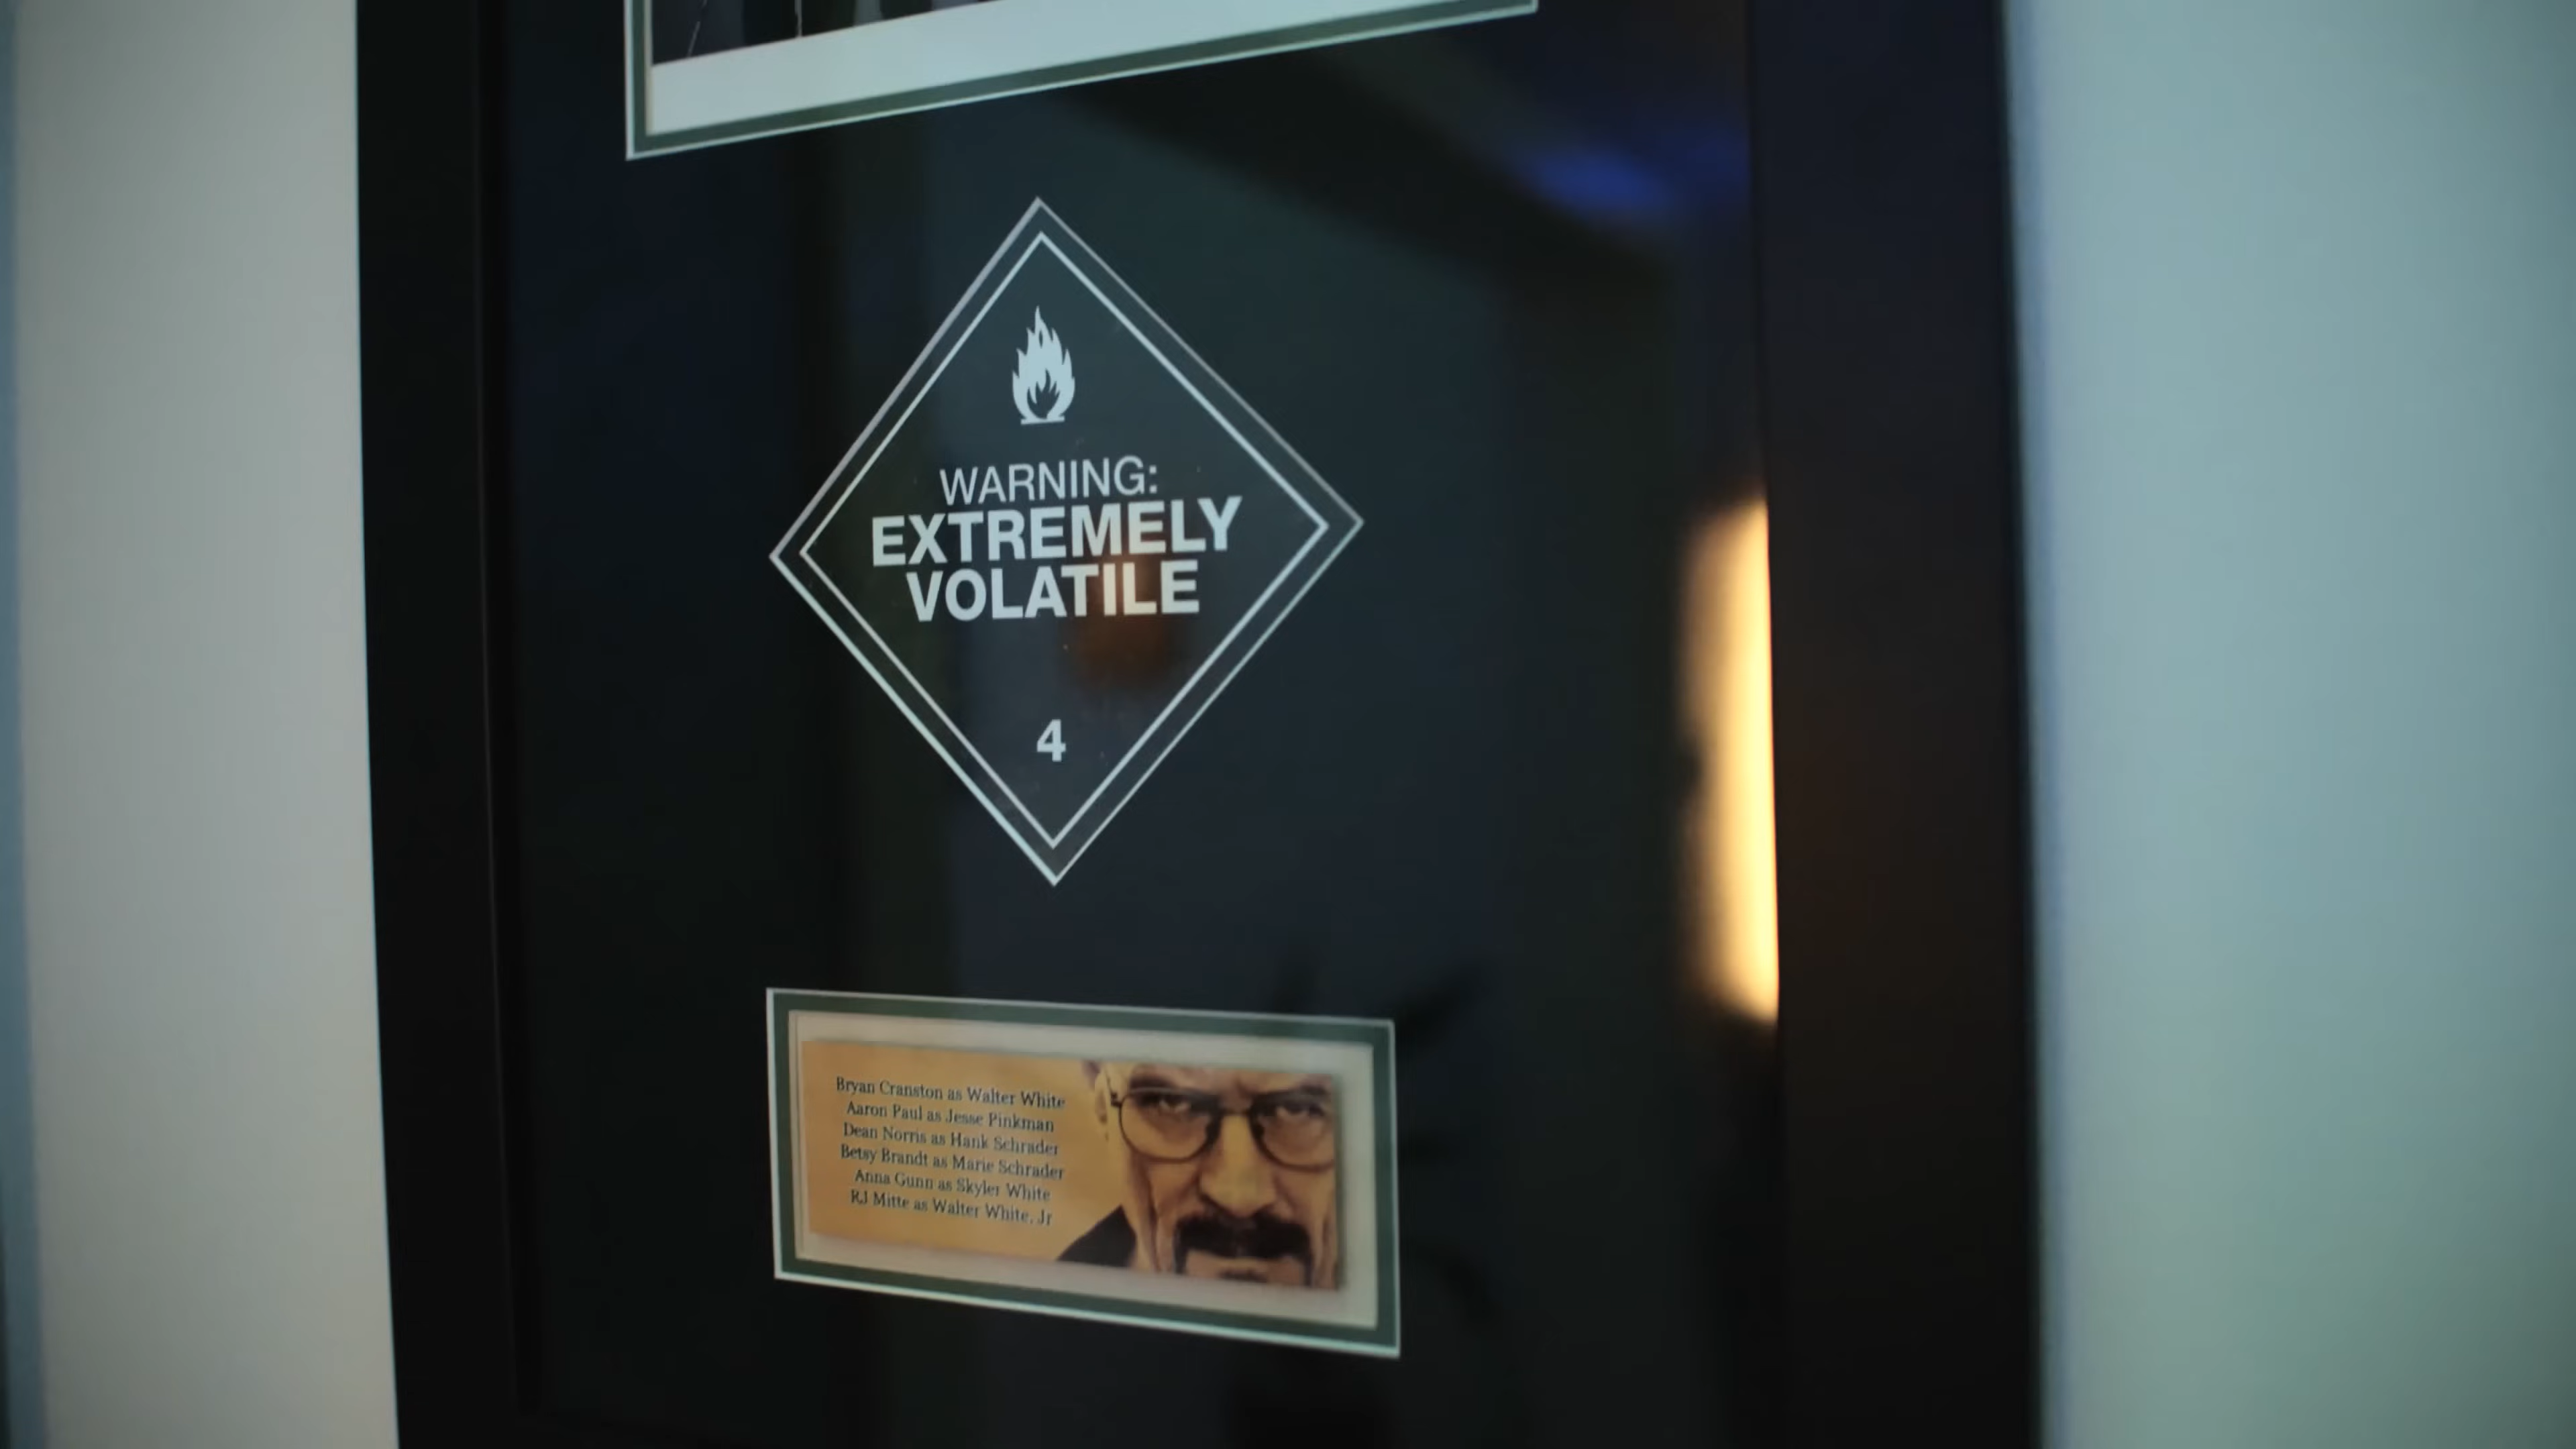 WARNING:
EXTREMELY
VOLATILE
4
Bryan Cranston as Walter White
Aaron Paul as Jesse Pinkman
Dean Norris as Hank Schrader
Betsy Brandt as Marie Schrader
Anna Gunn as Skyler White
RJ Mitte as Walter White, Jr